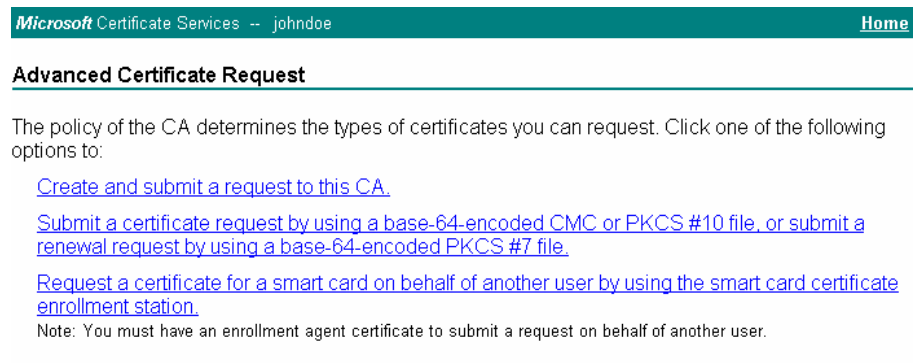 Microsoft Certificate Services -- johndoe Home
Advanced Certificate Request
The policy of the CA determines the types of certificates you can request. Click one of the following
options to:
Create and submit a request to this CA.
Submit a certificate request by using a base-64-encoded CMC or PKCS #10 file, or submit a
renewal request by using a base-64-encoded PKCS #7 file.
Request a certificate for a smart card on behalf of another user by using the smart card certificate
enrollment station.
Note: You must have an enrollment agent certificate to submit a request on behalf of another user.